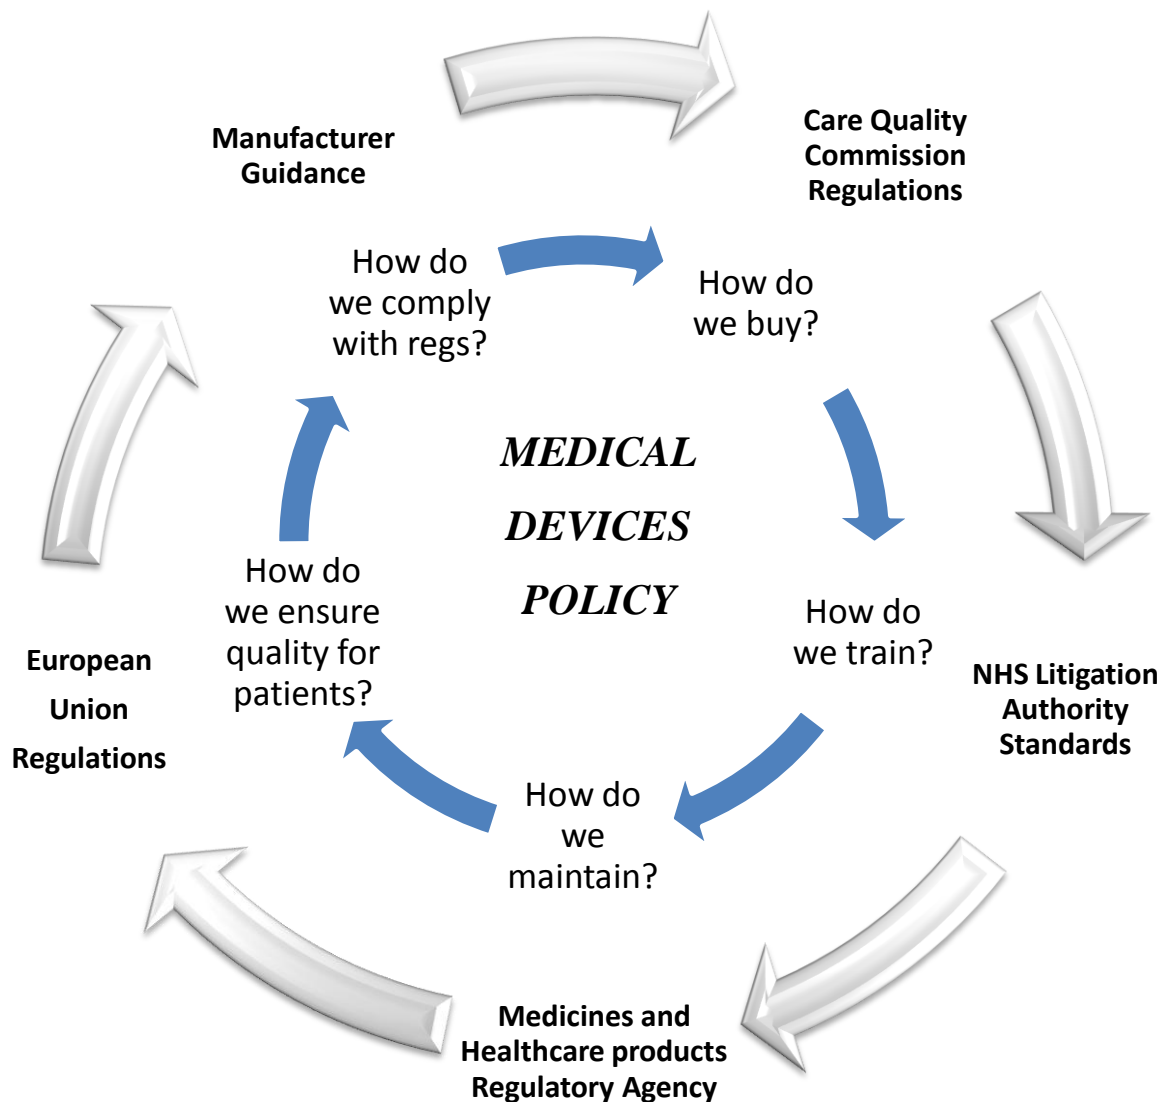 Manufacturer
Guidance
Care Quality
Commission
Regulations
How do
we comply
with regs?
How do
we buy?
MEDICAL
DEVICES
POLICY
How do
we ensure
quality for
patients?
How do
we train?
European
Union
Regulations
NHS Litigation
Authority
Standards
How do
we
maintain?
Medicines and
Healthcare products
Regulatory Agency